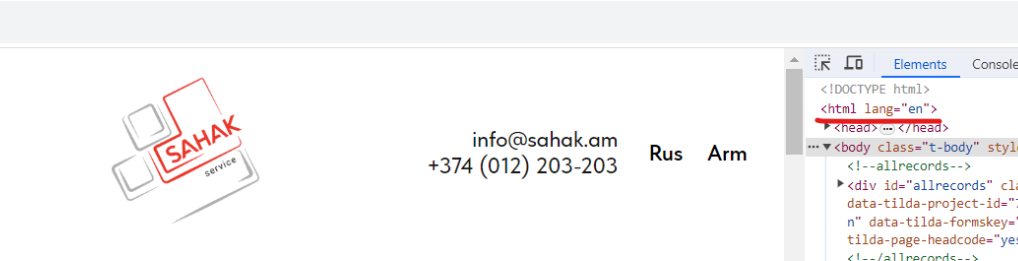 SAHAK
service
info@sahak.am
+374 (012) 203-203
Rus Arm
Elements Console
<!DOCTYPE html>
<html lang="en">
<head> ••• </head>
••• <body class="t-body" style
<!--allrecords-->
<div id="allrecords" cla
data-tilda-project-id="
n" data-tilda-formskey="
tilda-page-headcode="yes
<!--/allrecords-->